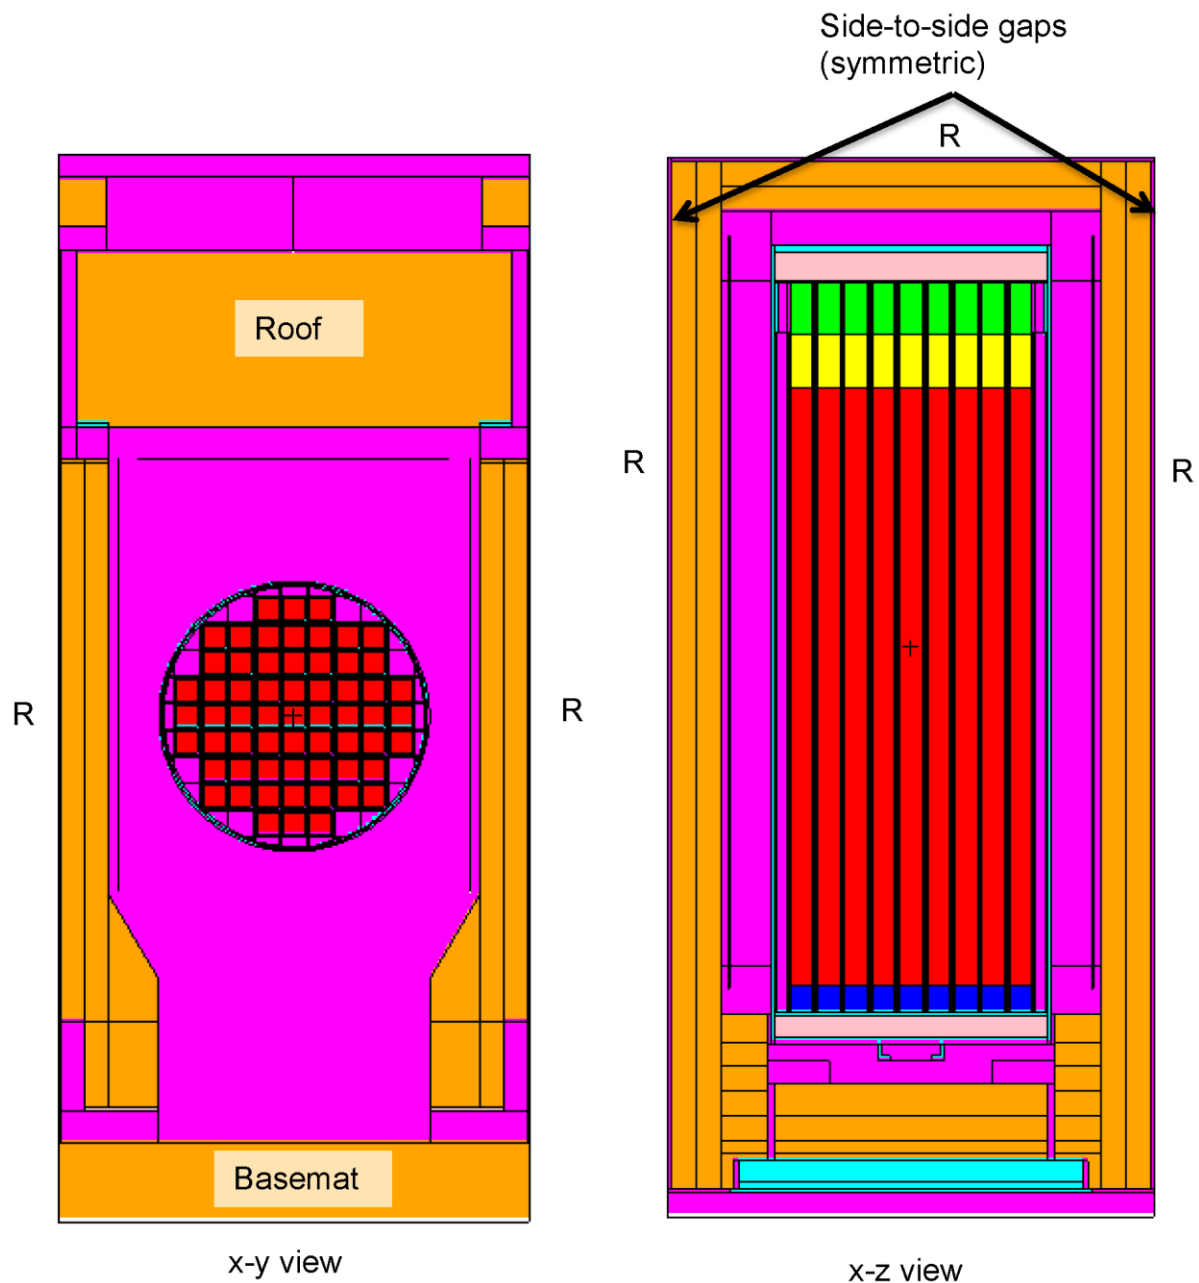 Side-to-side gaps
(symmetric)
R
Roof
R
R
R
R
Basemat
x-y view
x-z view